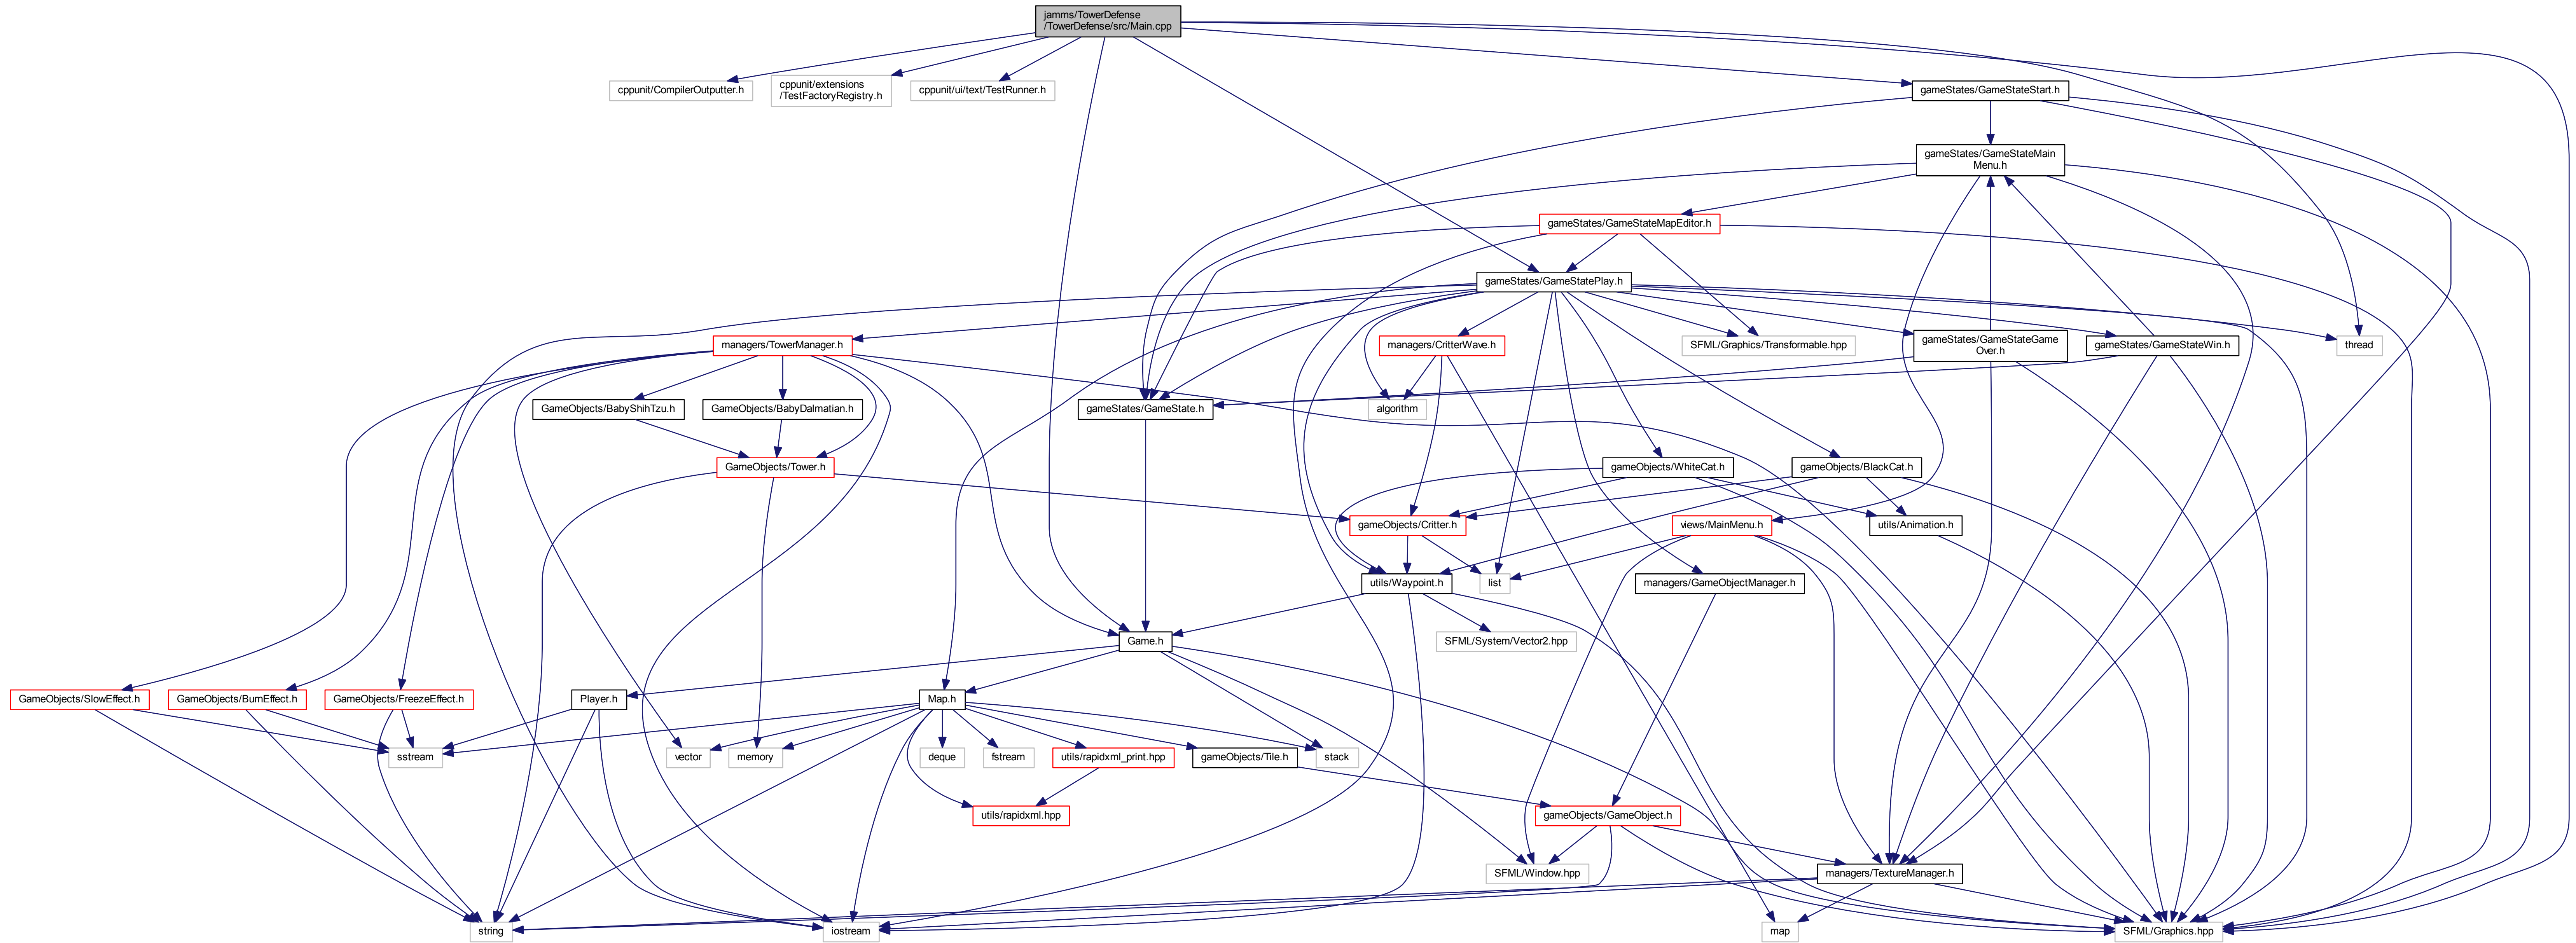 jamms/TowerDefense
/TowerDefense/src/Main.cpp
cppunit/CompilerOutputter.h
cppunit/extensions
/TestFactoryRegistry.h
cppunit/ui/text/TestRunner.h
gameStates/GameStateStart.h
gameStates/GameStateMain
Menu.h
gameStates/GameStateMapEditor.h
gameStates/GameStatePlay.h
managers/TowerManager.h
managers/CritterWave.h
SFML/Graphics/Transformable.hpp
gameStates/GameStateGame
Over.h
gameStates/GameStateWin.h
thread
GameObjects/BabyShihTzu.h
GameObjects/BabyDalmatian.h
gameStates/GameState.h
algorithm
GameObjects/Tower.h
gameObjects/WhiteCat.h
gameObjects/BlackCat.h
gameObjects/Critter.h
views/MainMenu.h
utils/Animation.h
utils/Waypoint.h
list
managers/GameObjectManager.h
Game.h
SFML/System/Vector2.hpp
GameObjects/SlowEffect.h
GameObjects/BurnEffect.h
GameObjects/FreezeEffect.h
Player.h
Map.h
sstream
vector
memory
deque
fstream
utils/rapidxml_print.hpp
gameObjects/Tile.h
stack
utils/rapidxml.hpp
gameObjects/GameObject.h
SFML/Window.hpp
managers/TextureManager.h
string
iostream
map
SFML/Graphics.hpp